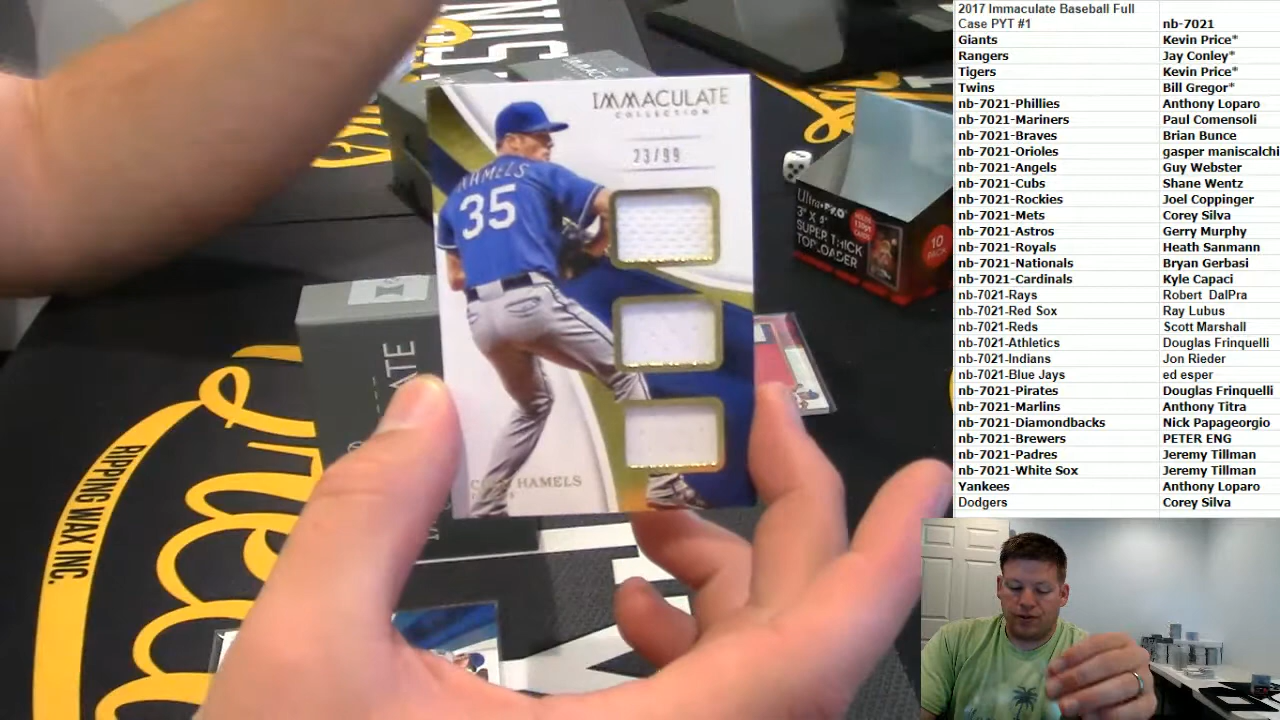 IMMACULATE
COLLECTION
23/99
HAMELS
35
HAMELS
RIPPING WAX INC.
Ultra•PRO
3" X 4"
SUPER THICK
TOPLOADER
10
PACK
2017 Immaculate Baseball Full
Case PYT #1 nb-7021
Giants Kevin Price*
Rangers Jay Conley*
Tigers Kevin Price*
Twins Bill Gregor*
nb-7021-Phillies Anthony Loparo
nb-7021-Mariners Paul Comensoli
nb-7021-Braves Brian Bunce
nb-7021-Orioles gasper maniscalchi
nb-7021-Angels Guy Webster
nb-7021-Cubs Shane Wentz
nb-7021-Rockies Joel Coppinger
nb-7021-Mets Corey Silva
nb-7021-Astros Gerry Murphy
nb-7021-Royals Heath Sanmann
nb-7021-Nationals Bryan Gerbasi
nb-7021-Cardinals Kyle Capaci
nb-7021-Rays Robert DalPra
nb-7021-Red Sox Ray Lubus
nb-7021-Reds Scott Marshall
nb-7021-Athletics Douglas Frinquelli
nb-7021-Indians Jon Rieder
nb-7021-Blue Jays ed esper
nb-7021-Pirates Douglas Frinquelli
nb-7021-Marlins Anthony Titra
nb-7021-Diamondbacks Nick Papageorgio
nb-7021-Brewers PETER ENG
nb-7021-Padres Jeremy Tillman
nb-7021-White Sox Jeremy Tillman
Yankees Anthony Loparo
Dodgers Corey Silva